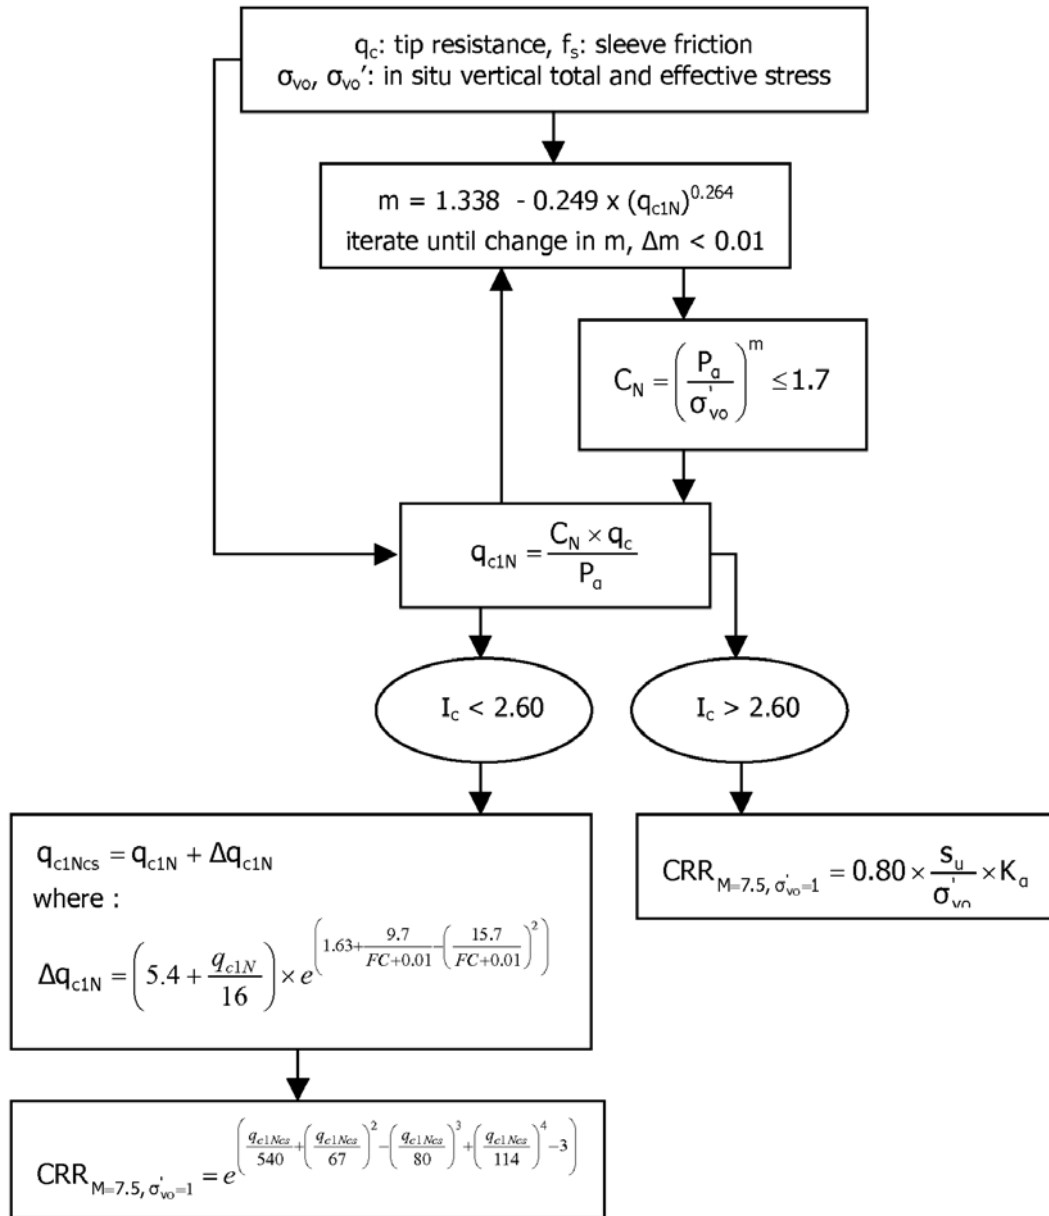 q_c: tip resistance, f_s: sleeve friction
σ_vo, σ_vo′: in situ vertical total and effective stress
m = 1.338 - 0.249 x (q_c1N)^0.264
iterate until change in m, Δm < 0.01
C_N = (P_a / σ'_vo)^m ≤ 1.7
q_c1N = (C_N × q_c) / P_a
I_c < 2.60
I_c > 2.60
q_c1Ncs = q_c1N + Δq_c1N
where :
Δq_c1N = (5.4 + q_c1N / 16) × e^(1.63 + 9.7 / (FC+0.01) - (15.7 / (FC+0.01))^2)
CRR_M=7.5, σ'_vo=1 = 0.80 × s_u / σ'_vo × K_α
CRR_M=7.5, σ'_vo=1 = e^(q_c1Ncs / 540 + (q_c1Ncs / 67)^2 - (q_c1Ncs / 80)^3 + (q_c1Ncs / 114)^4 - 3)